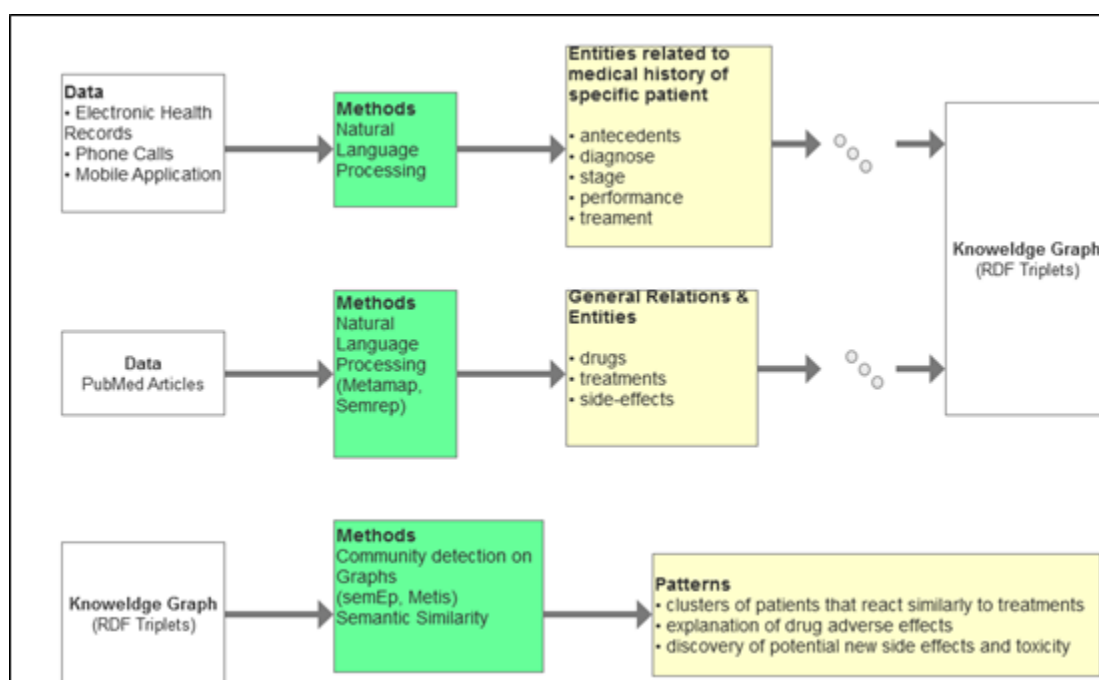 Data
• Electronic Health
Records
• Phone Calls
• Mobile Application
Methods
Natural
Language
Processing
Entities related to
medical history of
specific patient
• antecedents
• diagnose
• stage
• performance
• treament
Knoweldge Graph
(RDF Triplets)
Data
PubMed Articles
Methods
Natural
Language
Processing
(Metamap,
Semrep)
General Relations &
Entities
• drugs
• treatments
• side-effects
Knoweldge Graph
(RDF Triplets)
Methods
Community detection on
Graphs
(semEp, Metis)
Semantic Similarity
Patterns
• clusters of patients that react similarly to treatments
• explanation of drug adverse effects
• discovery of potential new side effects and toxicity